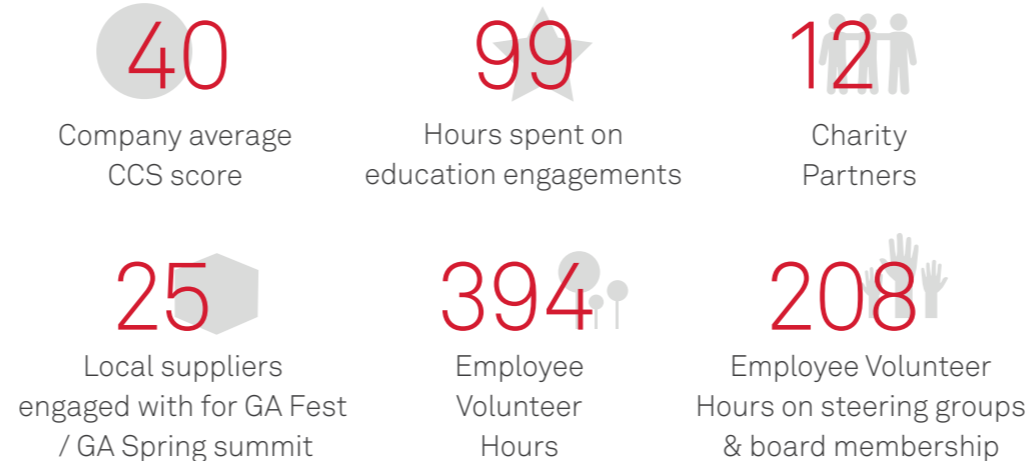 40
Company average
CCS score
99
Hours spent on
education engagements
12
Charity
Partners
25
Local suppliers
engaged with for GA Fest
/ GA Spring summit
394
Employee
Volunteer
Hours
208
Employee Volunteer
Hours on steering groups
& board membership